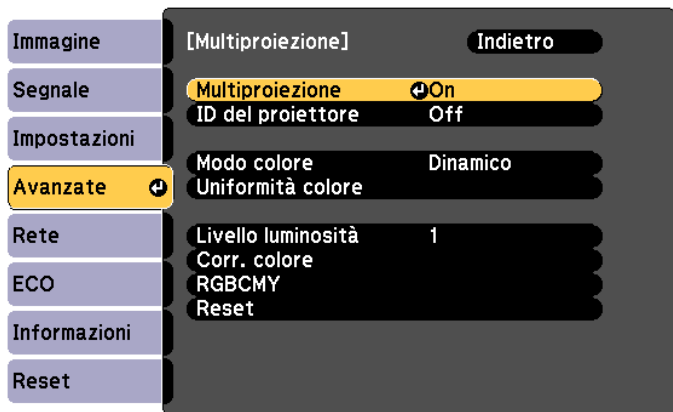 Immagine
Segnale
Impostazioni
Avanzate
Rete
ECO
Informazioni
Reset
[Multiproiezione] Indietro
Multiproiezione On
ID del proiettore Off
Modo colore Dinamico
Uniformità colore
Livello luminosità 1
Corr. colore
RGBCMY
Reset